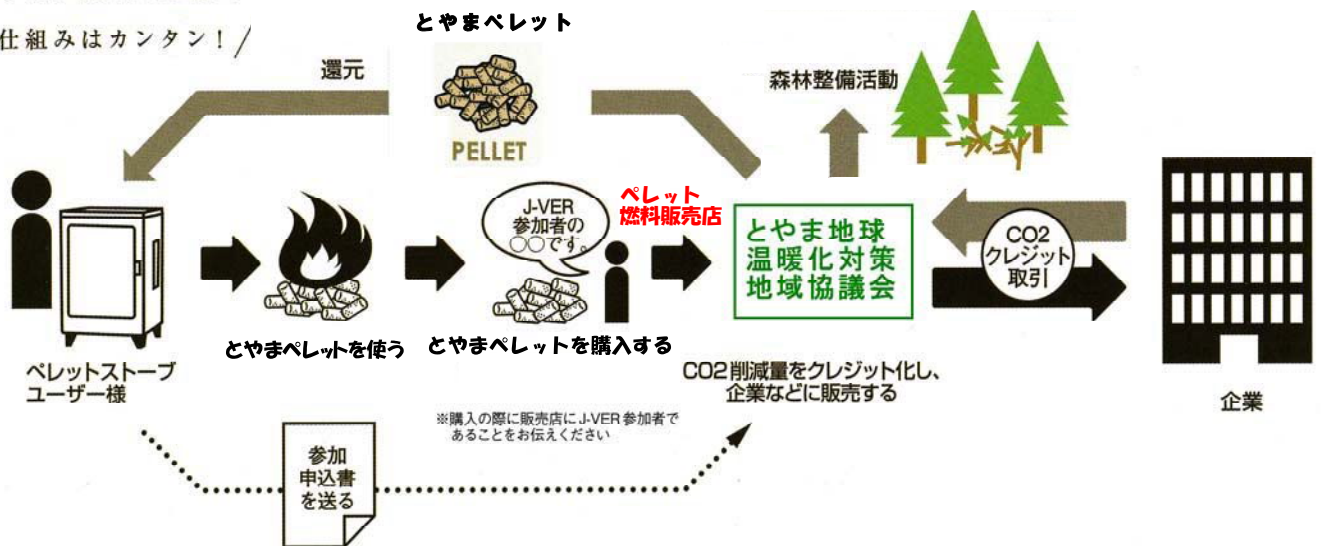 仕組みはカンタン！
とやまペレット
還元
PELLET
森林整備活動
J-VER
参加者の
○○です。
ペレット
燃料販売店
とやま地球
温暖化対策
地域協議会
CO2
クレジット
取引
とやまペレットを使う
とやまペレットを購入する
ペレットストーブ
ユーザー様
CO2削減量をクレジット化し、
企業などに販売する
企業
※購入の際に販売店にJ-VER参加者で
あることをお伝えください
参加
申込書
を送る